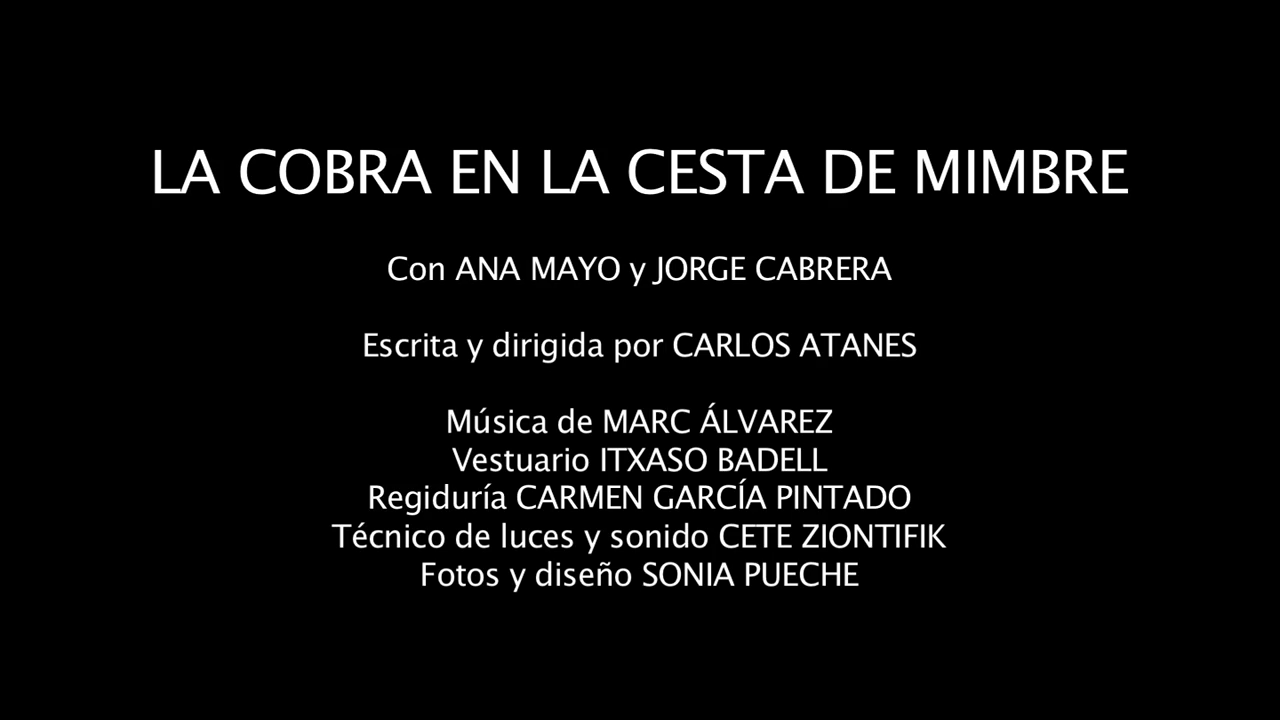 LA COBRA EN LA CESTA DE MIMBRE
Con ANA MAYO y JORGE CABRERA
Escrita y dirigida por CARLOS ATANES
Música de MARC ÁLVAREZ
Vestuario ITXASO BADELL
Regiduría CARMEN GARCÍA PINTADO
Técnico de luces y sonido CETE ZIONTIFIK
Fotos y diseño SONIA PUECHE